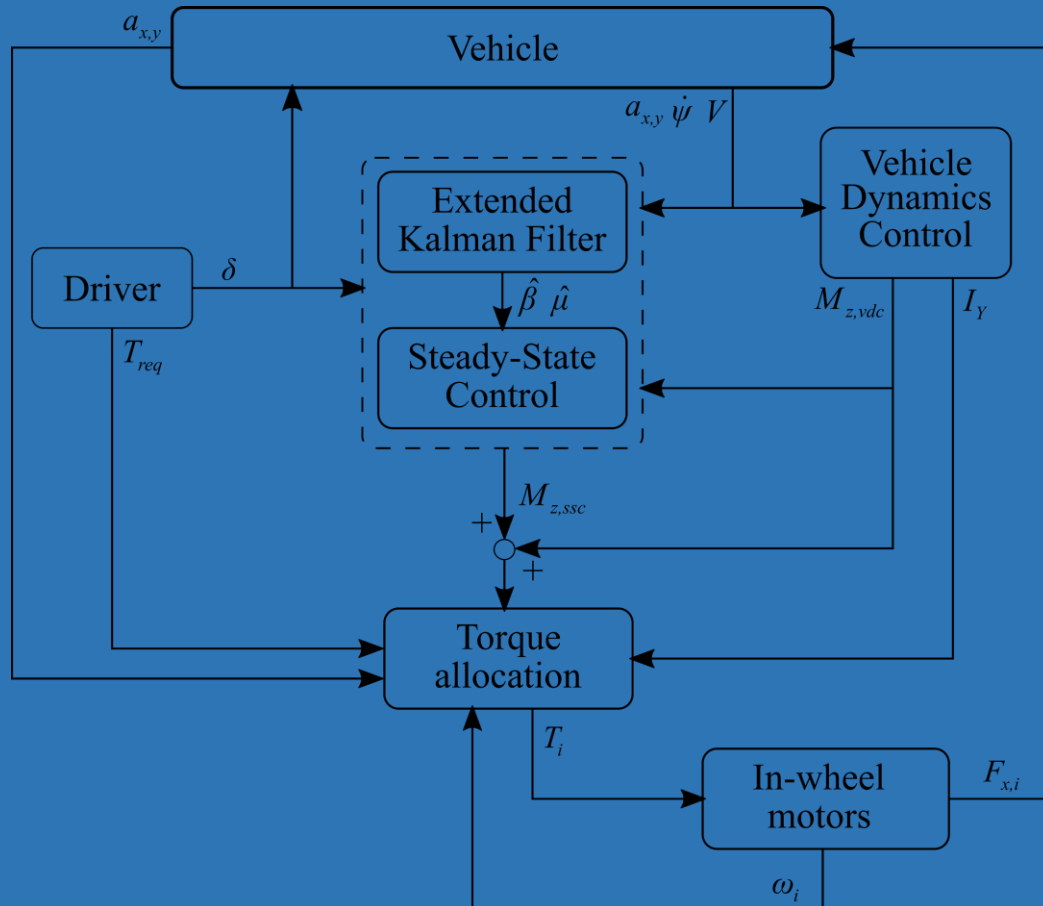 a_{x,y}
Vehicle
a_{x,y} ψ̇ V
Vehicle
Dynamics
Control
Extended
Kalman Filter
Driver
δ
β̂ μ̂
M_{z,vdc}
I_Y
T_{req}
Steady-State
Control
M_{z,ssc}
+
+
Torque
allocation
T_i
In-wheel
motors
F_{x,i}
ω_i